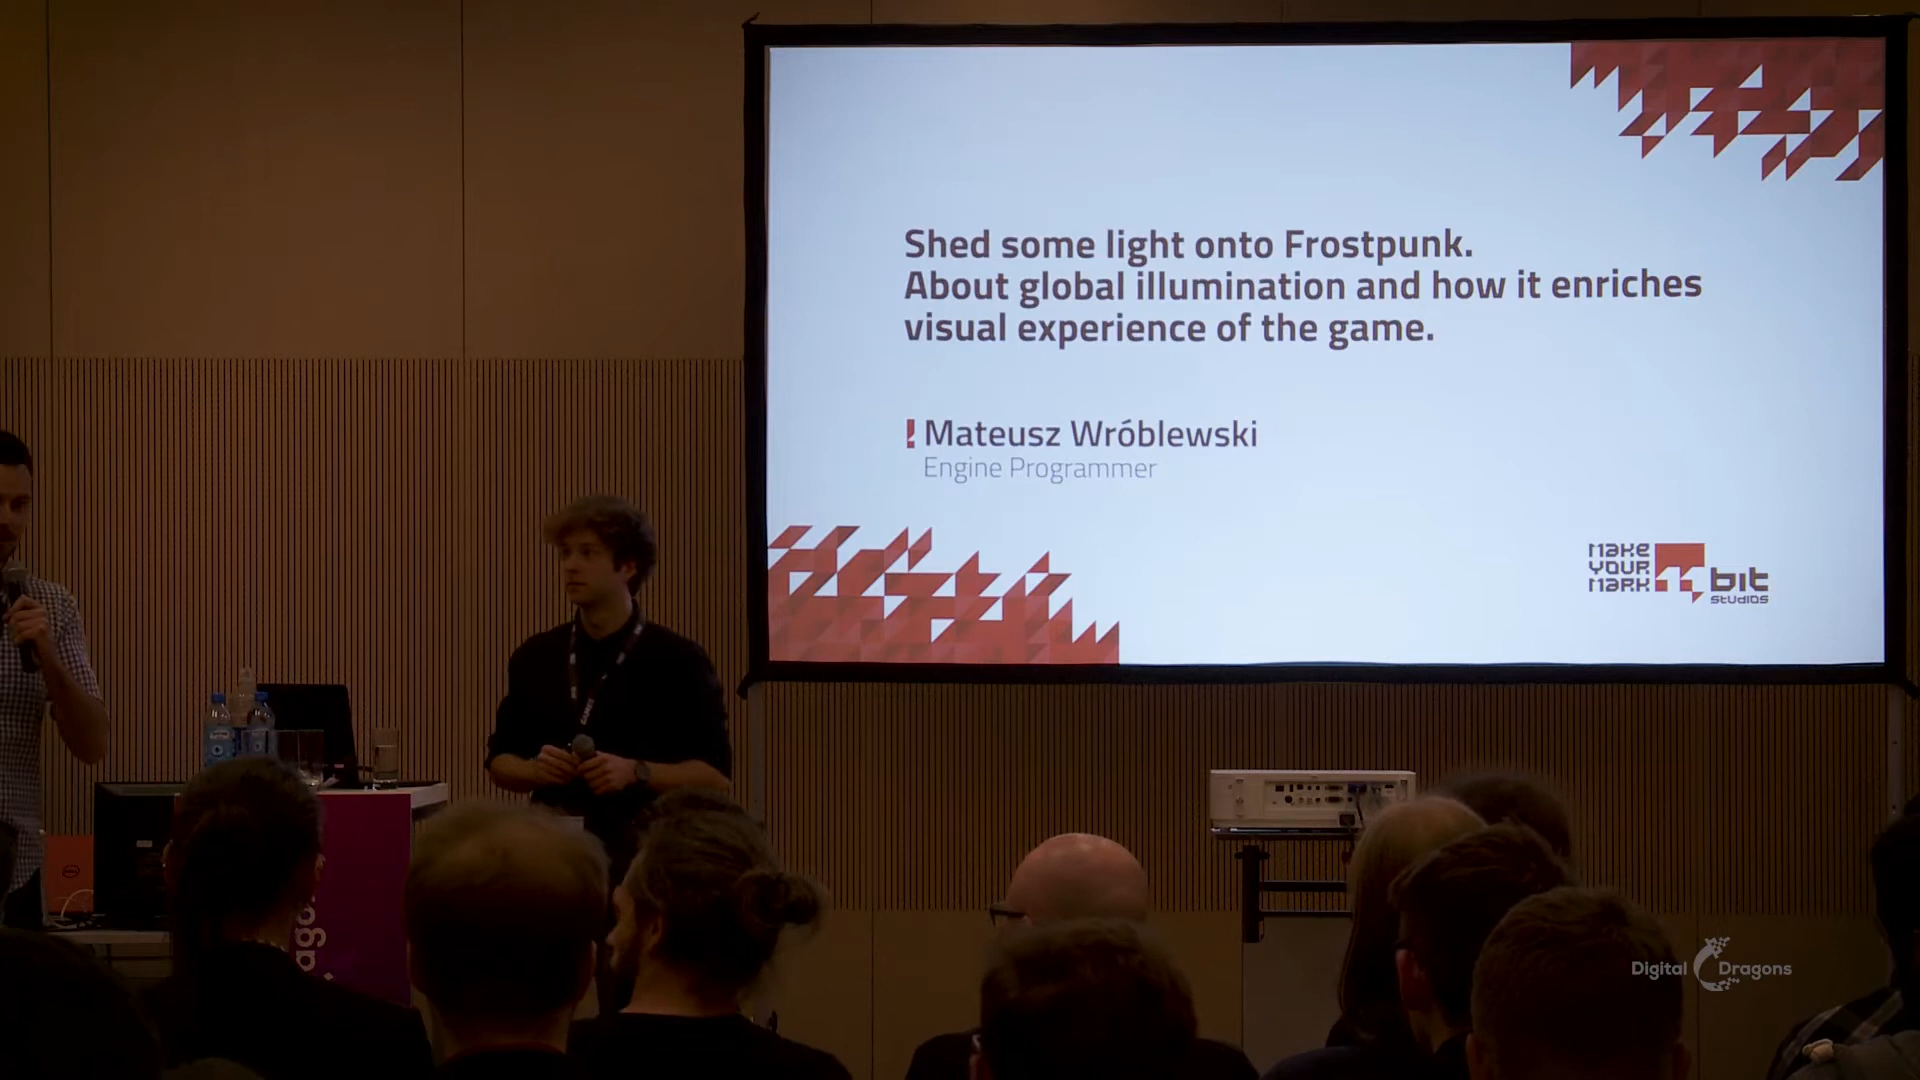 Shed some light onto Frostpunk.
About global illumination and how it enriches
visual experience of the game.
! Mateusz Wróblewski
Engine Programmer
MAKE
YOUR
MARK
11 bit
STUDIOS
Digital Dragons